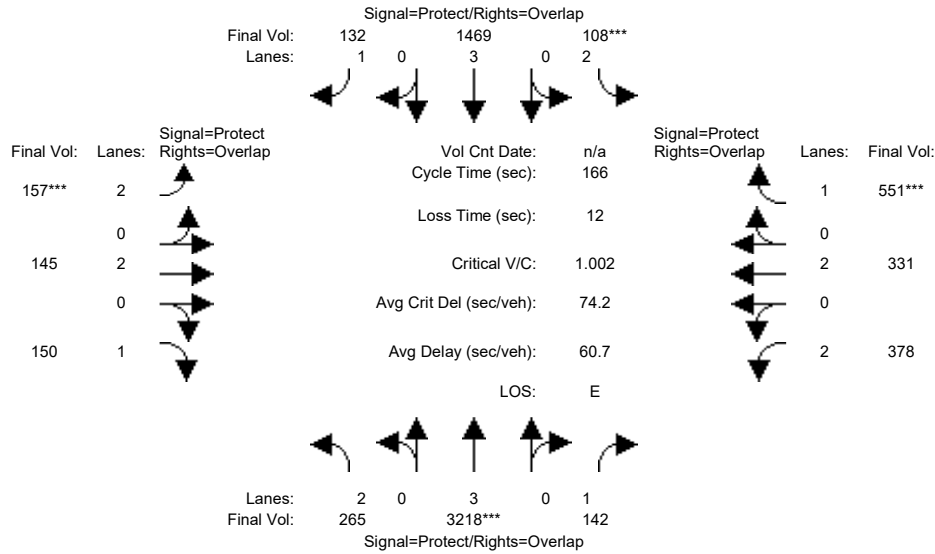 Signal=Protect/Rights=Overlap
Final Vol: 132 1469 108***
Lanes: 1 0 3 0 2
Signal=Protect
Final Vol: Lanes: Rights=Overlap
Vol Cnt Date: n/a
Signal=Protect
Rights=Overlap Lanes: Final Vol:
Cycle Time (sec): 166
157*** 2 1 551***
Loss Time (sec): 12
0 0
145 2 Critical V/C: 1.002 2 331
0 Avg Crit Del (sec/veh): 74.2 0
150 1 Avg Delay (sec/veh): 60.7 2 378
LOS: E
Lanes: 2 0 3 0 1
Final Vol: 265 3218*** 142
Signal=Protect/Rights=Overlap